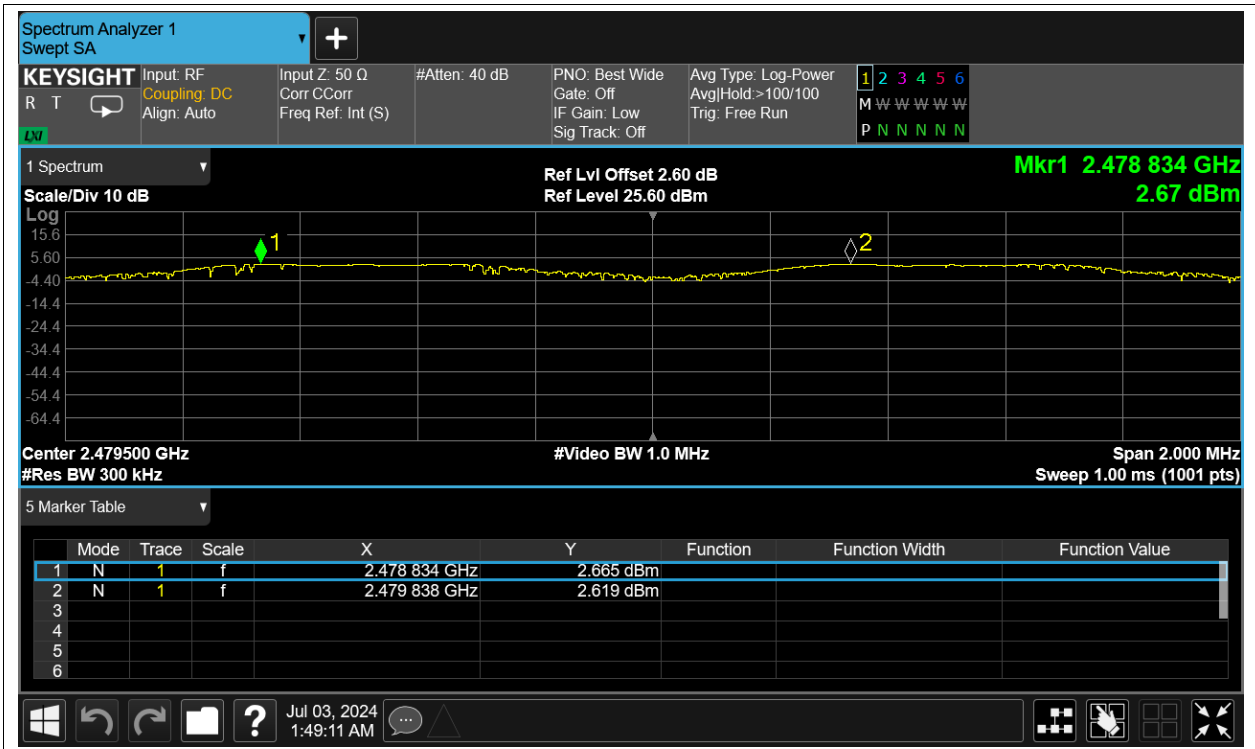 Spectrum Analyzer 1
Swept SA
KEYSIGHT
R T
LXI
Input: RF
Coupling: DC
Align: Auto
Input Z: 50 Ω
Corr CCorr
Freq Ref: Int (S)
#Atten: 40 dB
PNO: Best Wide
Gate: Off
IF Gain: Low
Sig Track: Off
Avg Type: Log-Power
Avg|Hold:>100/100
Trig: Free Run
1 2 3 4 5 6
M W W W W W
P N N N N N
1 Spectrum
Scale/Div 10 dB
Ref Lvl Offset 2.60 dB
Ref Level 25.60 dBm
Mkr1 2.478 834 GHz
2.67 dBm
Log
15.6
5.60
-4.40
-14.4
-24.4
-34.4
-44.4
-54.4
-64.4
1
2
Center 2.479500 GHz
#Video BW 1.0 MHz
Span 2.000 MHz
#Res BW 300 kHz
Sweep 1.00 ms (1001 pts)
5 Marker Table
Mode Trace Scale X Y Function Function Width Function Value
1 N 1 f 2.478 834 GHz 2.665 dBm
2 N 1 f 2.479 838 GHz 2.619 dBm
3
4
5
6
?
Jul 03, 2024
1:49:11 AM